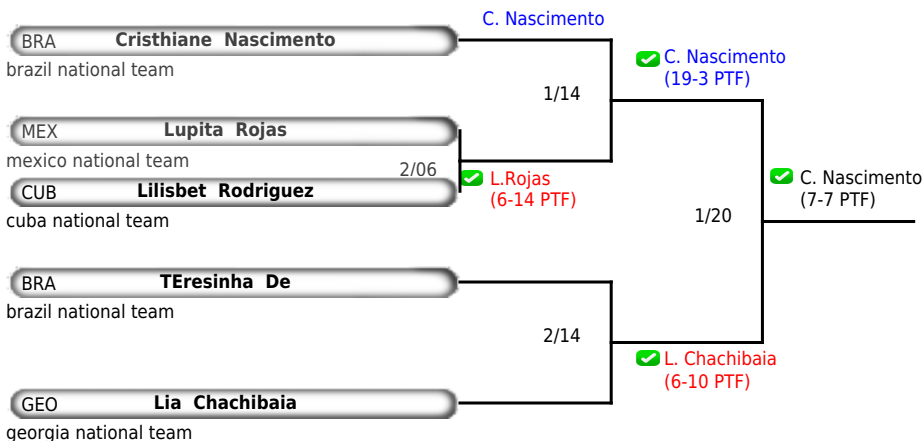 C. Nascimento
BRA Cristhiane Nascimento
brazil national team
C. Nascimento
(19-3 PTF)
1/14
MEX Lupita Rojas
mexico national team
2/06
L.Rojas
(6-14 PTF)
CUB Lilisbet Rodriguez
cuba national team
C. Nascimento
(7-7 PTF)
1/20
BRA TEresinha De
brazil national team
2/14
L. Chachibaia
(6-10 PTF)
GEO Lia Chachibaia
georgia national team